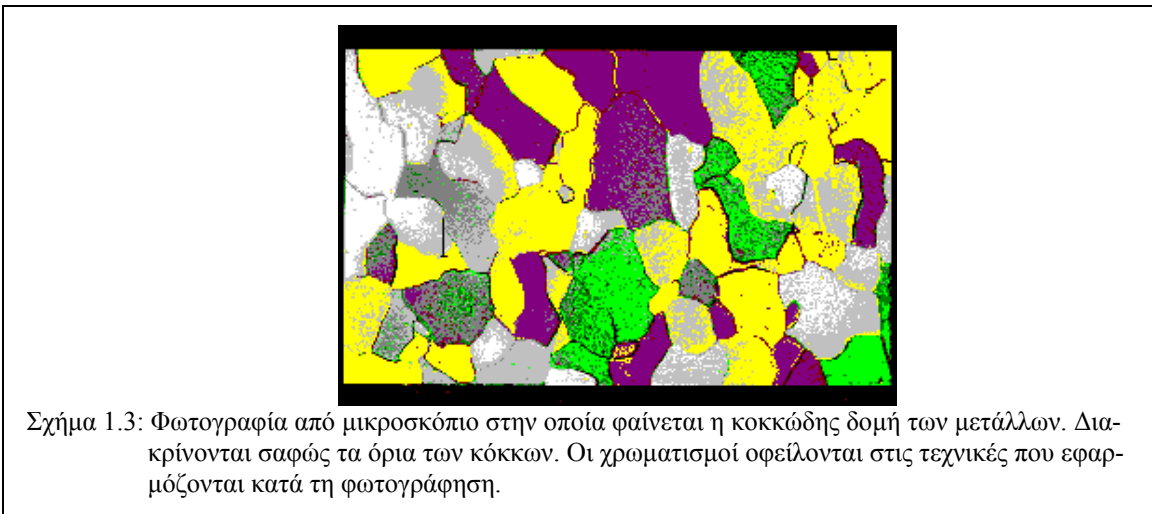 Σχήμα 1.3: Φωτογραφία από μικροσκόπιο στην οποία φαίνεται η κοκκώδης δομή των μετάλλων. Δια-
κρίνονται σαφώς τα όρια των κόκκων. Οι χρωματισμοί οφείλονται στις τεχνικές που εφαρ-
μόζονται κατά τη φωτογράφηση.